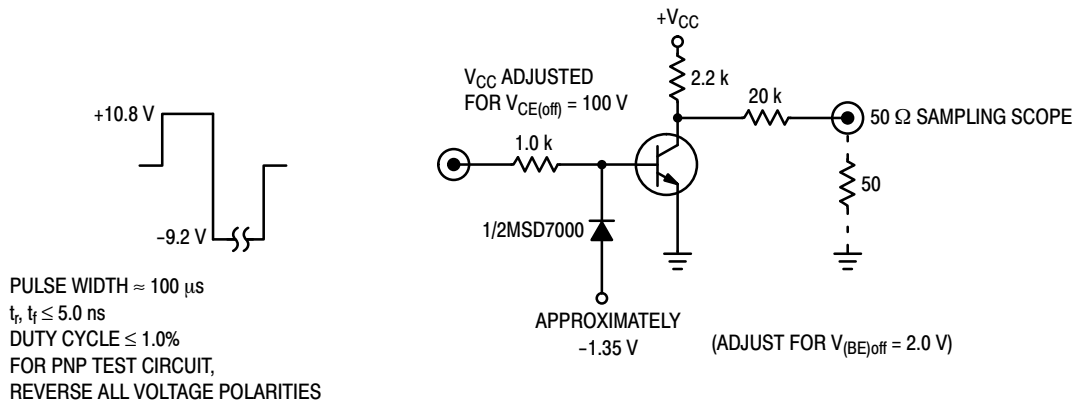 +VCC
VCC ADJUSTED
FOR VCE(off) = 100 V
2.2 k
20 k
+10.8 V
50 Ω SAMPLING SCOPE
1.0 k
50
1/2MSD7000
−9.2 V
PULSE WIDTH ≈ 100 μs
tr, tf ≤ 5.0 ns
DUTY CYCLE ≤ 1.0%
FOR PNP TEST CIRCUIT,
REVERSE ALL VOLTAGE POLARITIES
APPROXIMATELY
−1.35 V
(ADJUST FOR V(BE)off = 2.0 V)